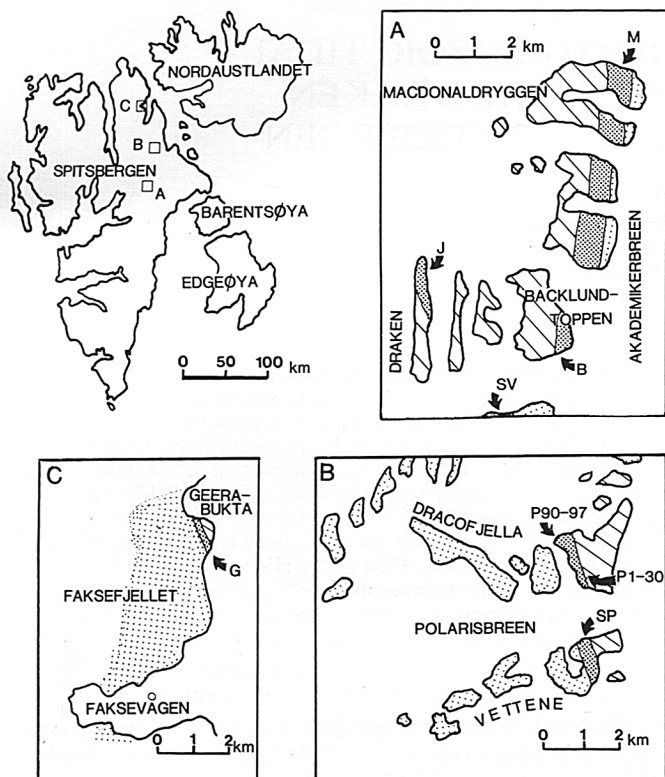 NORDAUSTLANDET
C
B
SPITSBERGEN
A
BARENTSØYA
EDGEØYA
0 50 100
km
A
M
0 1 2
km
MACDONALDRYGGEN
J
BACKLUND-
TOPPEN
DRAKEN
AKADEMIKERBREEN
B
SV
C
GEERA-
BUKTA
G
FAKSEFJELLET
FAKSEVÅGEN
0 1 2
km
B
P90–97
DRACOFJELLA
P1–30
SP
POLARISBREEN
VETTENE
0 1 2
km